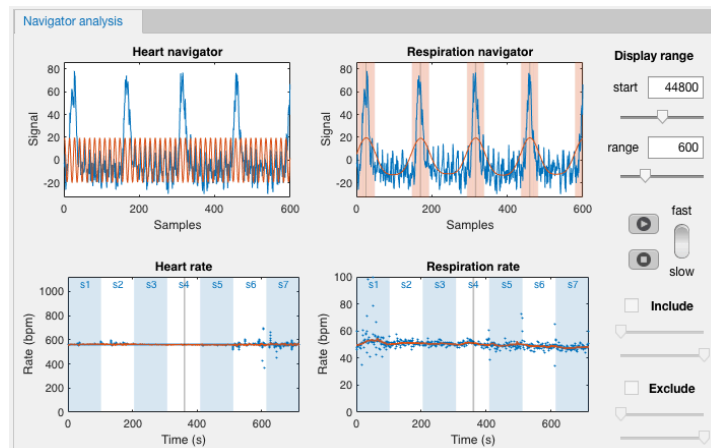 Navigator analysis
Heart navigator
80
60
40
20
0
-20
Signal
0 200 400 600
Samples
Respiration navigator
80
60
40
20
0
-20
Signal
0 200 400 600
Samples
Display range
start 44800
range 600
fast
slow
Heart rate
s1 s2 s3 s4 s5 s6 s7
1000
800
600
400
200
0
Rate (bpm)
0 200 400 600
Time (s)
Respiration rate
s1 s2 s3 s4 s5 s6 s7
100
80
60
40
20
0
Rate (bpm)
0 200 400 600
Time (s)
Include
Exclude